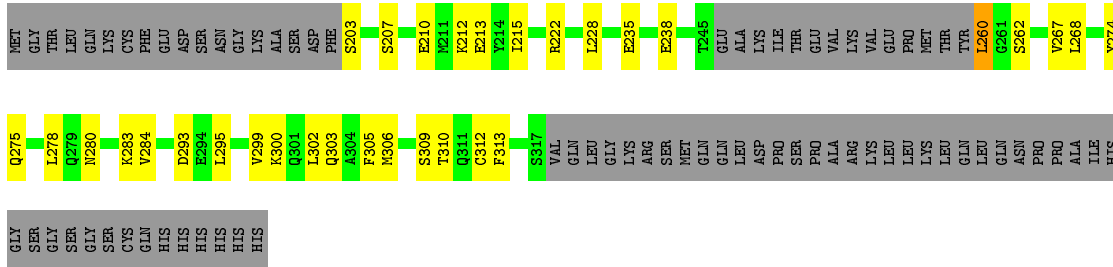 MET GLY THR LEU GLN LYS CYS PHE GLU ASP SER ASN GLY LYS ALA SER ASP PHE S203 S207 E210 M211 K212 E213 Y214 I215 R222 L228 E235 E238 T245 GLU ALA LYS ILE THR GLU VAL LYS VAL GLU PRO MET THR TYR L260 G261 S262 V267 L268
Q275 L278 Q279 N280 K283 V284 D293 E294 L295 V299 K300 Q301 L302 Q303 A304 F305 M306 S309 T310 Q311 C312 F313 S317 VAL GLN LEU GLY LYS ARG SER MET GLN GLN LEU ASP PRO SER PRO ALA ARG LYS LEU LEU LYS LEU GLN LEU GLN ASN PRO PRO ALA ILE HIS
GLY SER GLY SER GLY SER CYS GLN HIS HIS HIS HIS HIS HIS